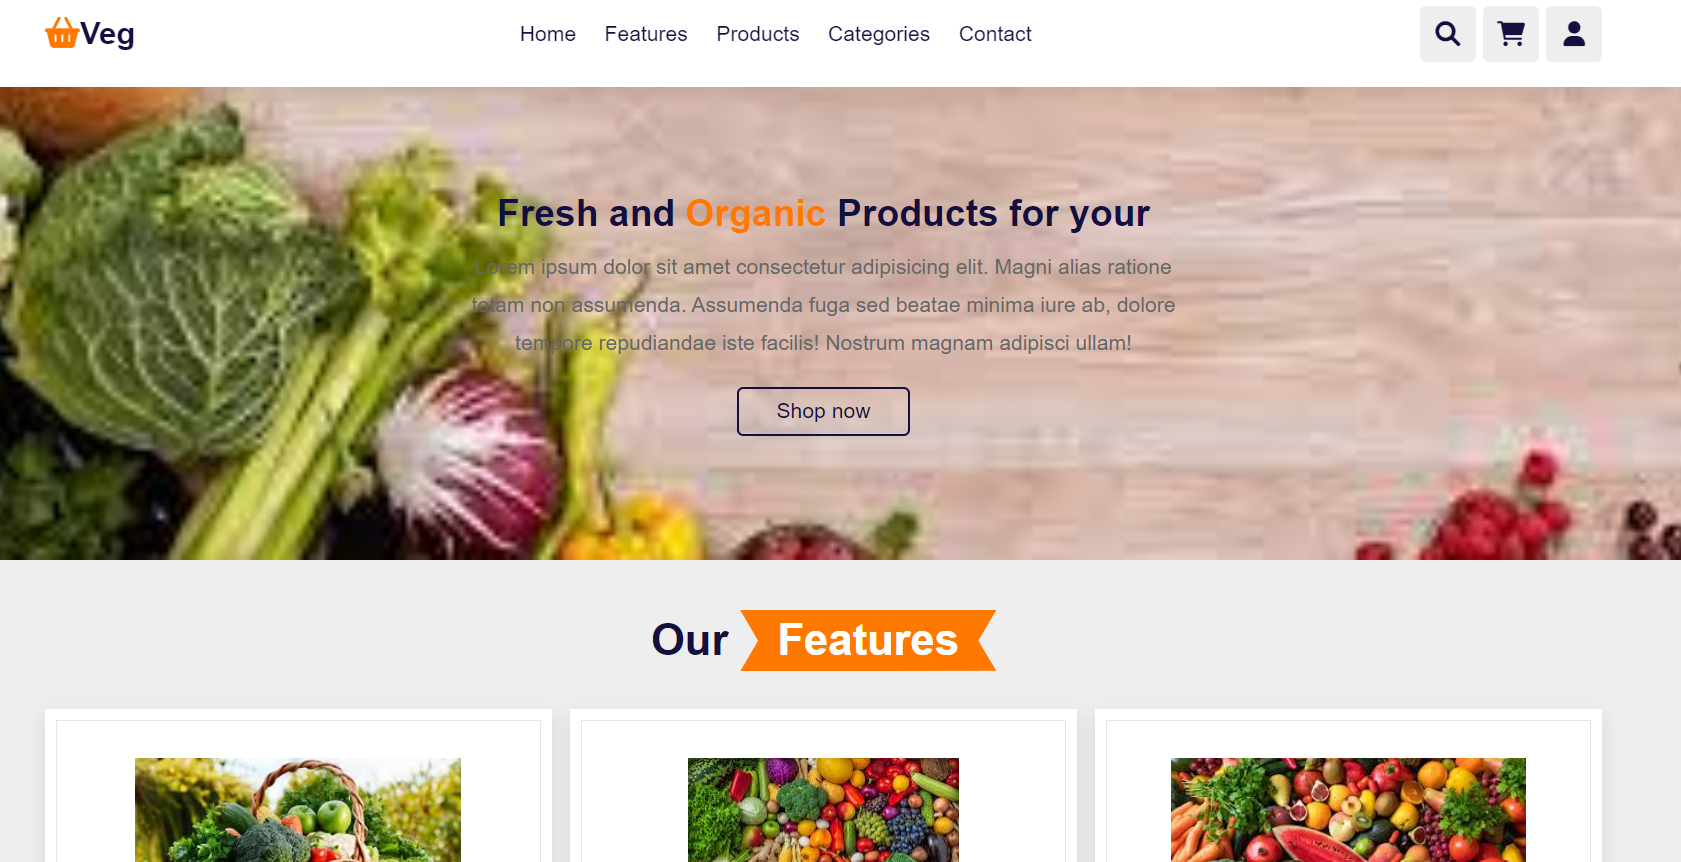 Veg
Home Features Products Categories Contact
Fresh and Organic Products for your
Lorem ipsum dolor sit amet consectetur adipisicing elit. Magni alias ratione
totam non assumenda. Assumenda fuga sed beatae minima iure ab, dolore
tempore repudiandae iste facilis! Nostrum magnam adipisci ullam!
Shop now
Our Features